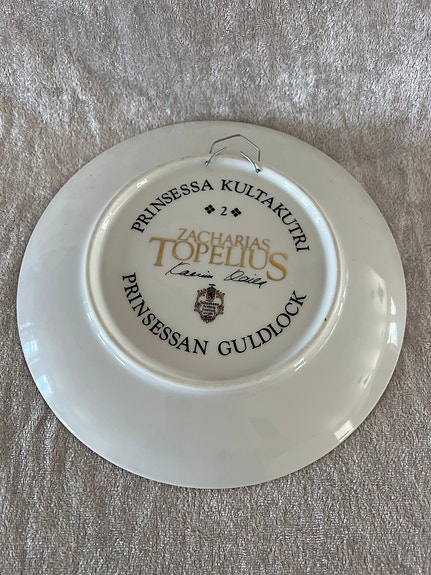 PRINSESSA KULTAKUTRI
2
ZACHARIAS
TOPELIUS
PRINSESSAN GULDLOCK